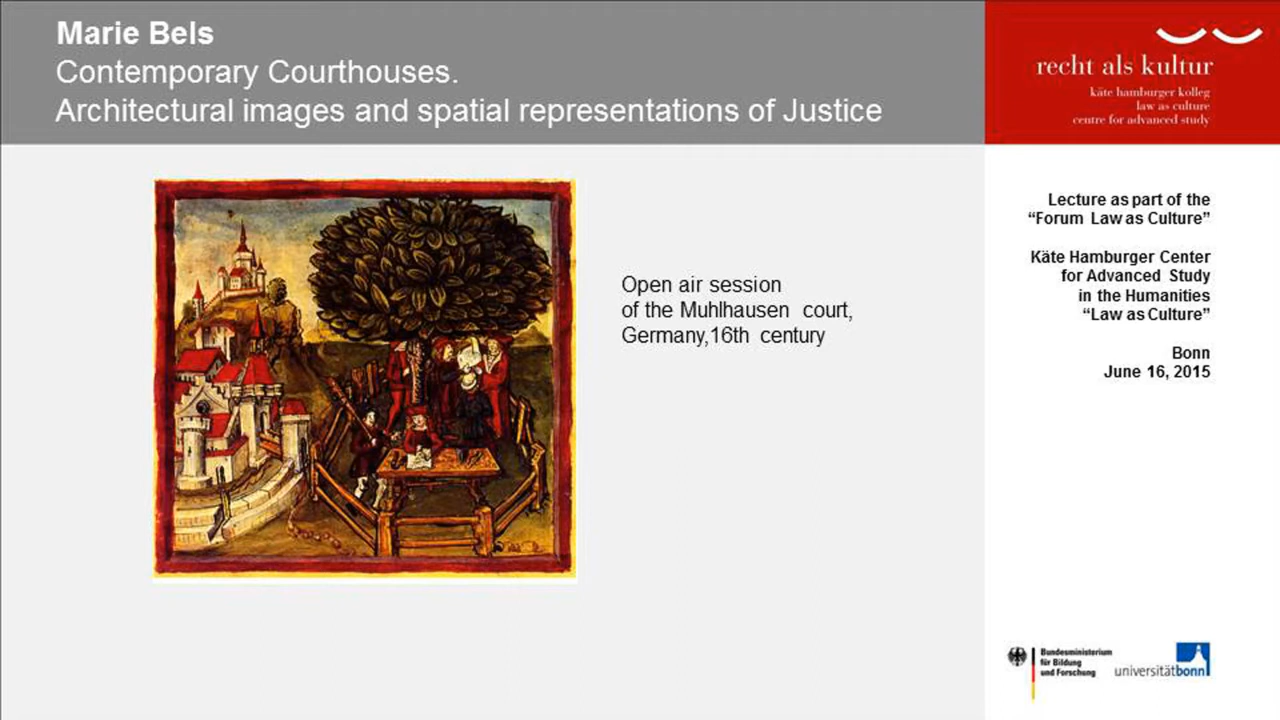 Marie Bels
Contemporary Courthouses.
Architectural images and spatial representations of Justice
recht als kultur
käte hamburger kolleg
law as culture
centre for advanced study
Open air session
of the Muhlhausen court,
Germany,16th century
Lecture as part of the
“Forum Law as Culture”
Käte Hamburger Center
for Advanced Study
in the Humanities
“Law as Culture”
Bonn
June 16, 2015
Bundesministerium
für Bildung
und Forschung
universitätbonn